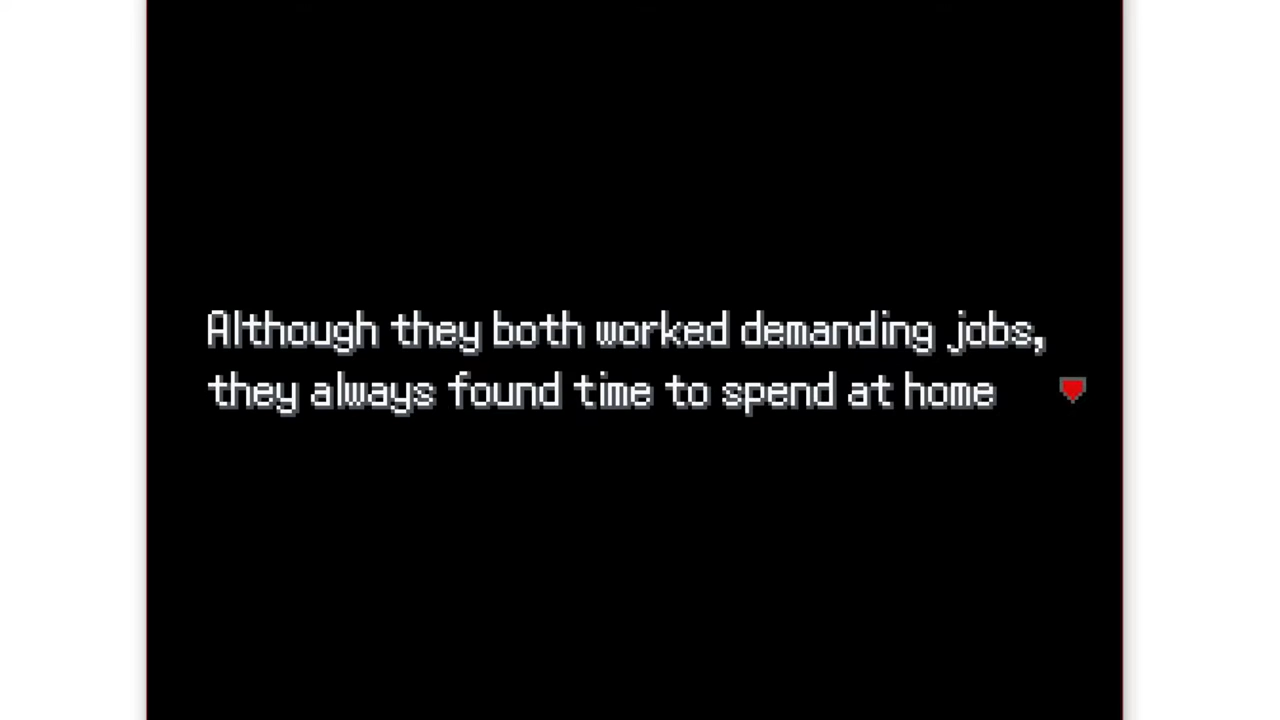 Although they both worked demanding jobs,
they always found time to spend at home